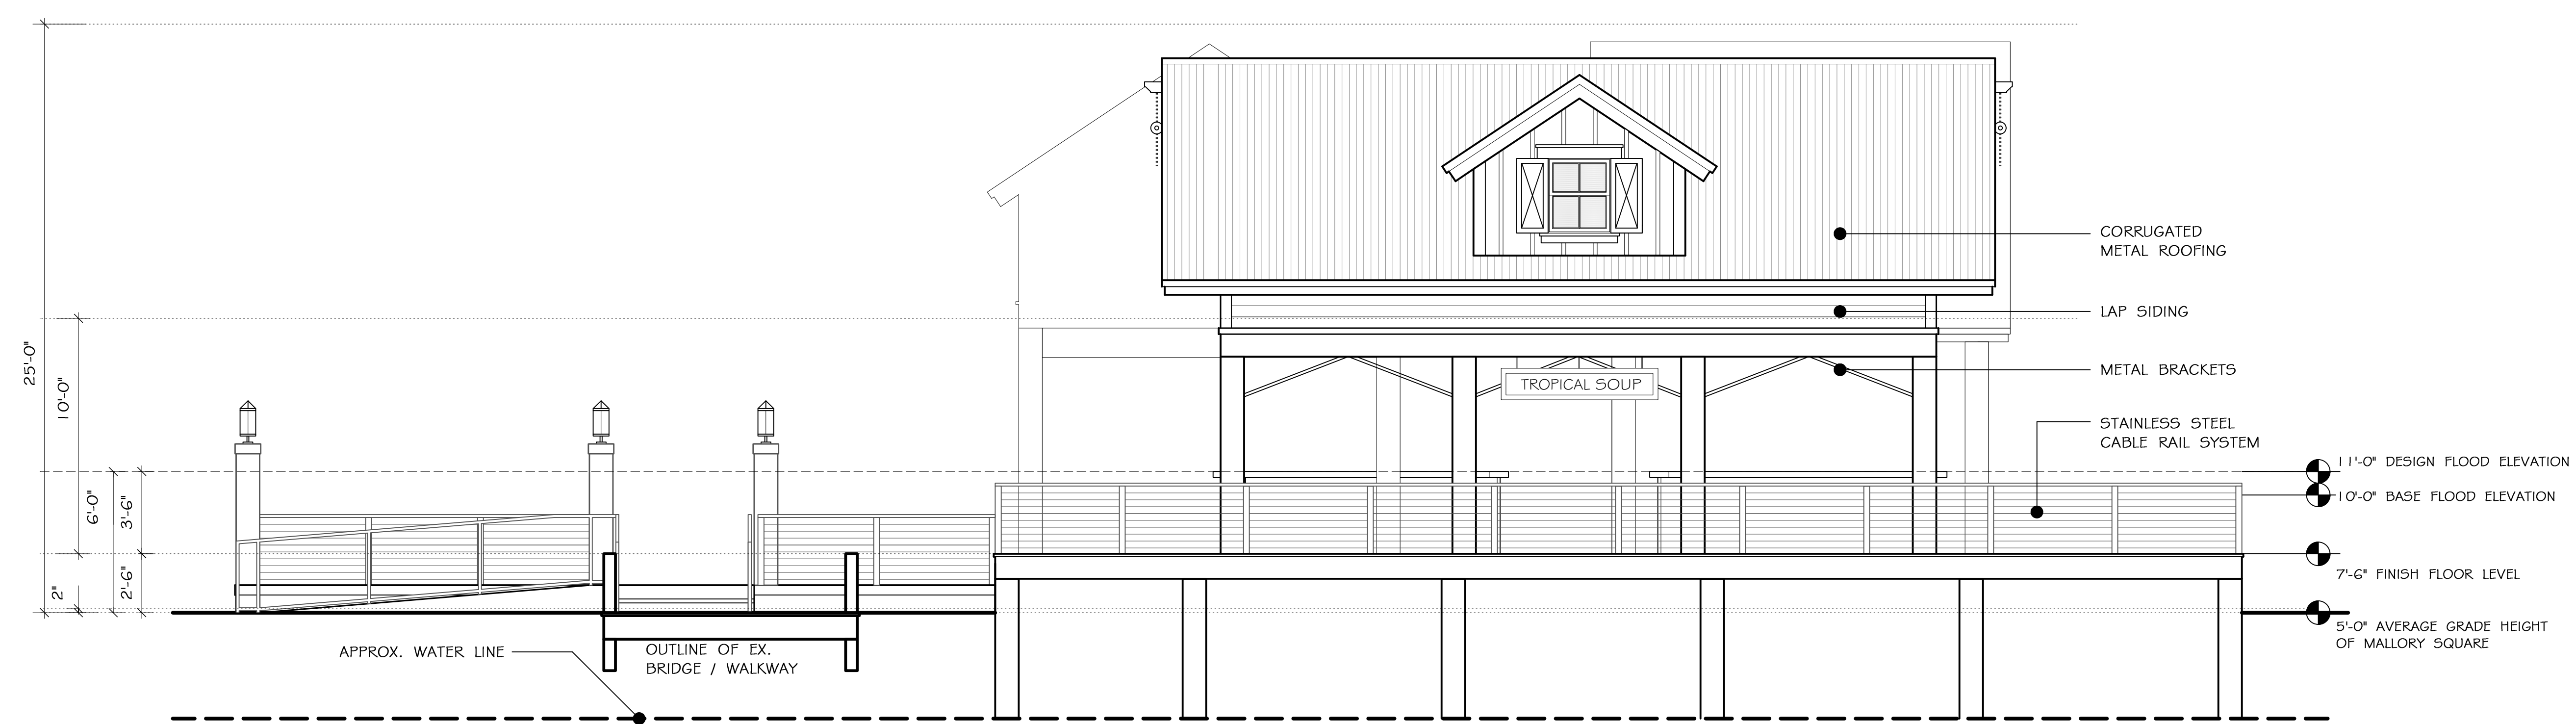 25'-0"
10'-0"
6'-0"
3'-6"
2'-6"
2"
CORRUGATED
METAL ROOFING
LAP SIDING
METAL BRACKETS
TROPICAL SOUP
STAINLESS STEEL
CABLE RAIL SYSTEM
11'-0" DESIGN FLOOD ELEVATION
10'-0" BASE FLOOD ELEVATION
7'-6" FINISH FLOOR LEVEL
5'-0" AVERAGE GRADE HEIGHT
OF MALLORY SQUARE
APPROX. WATER LINE
OUTLINE OF EX.
BRIDGE / WALKWAY